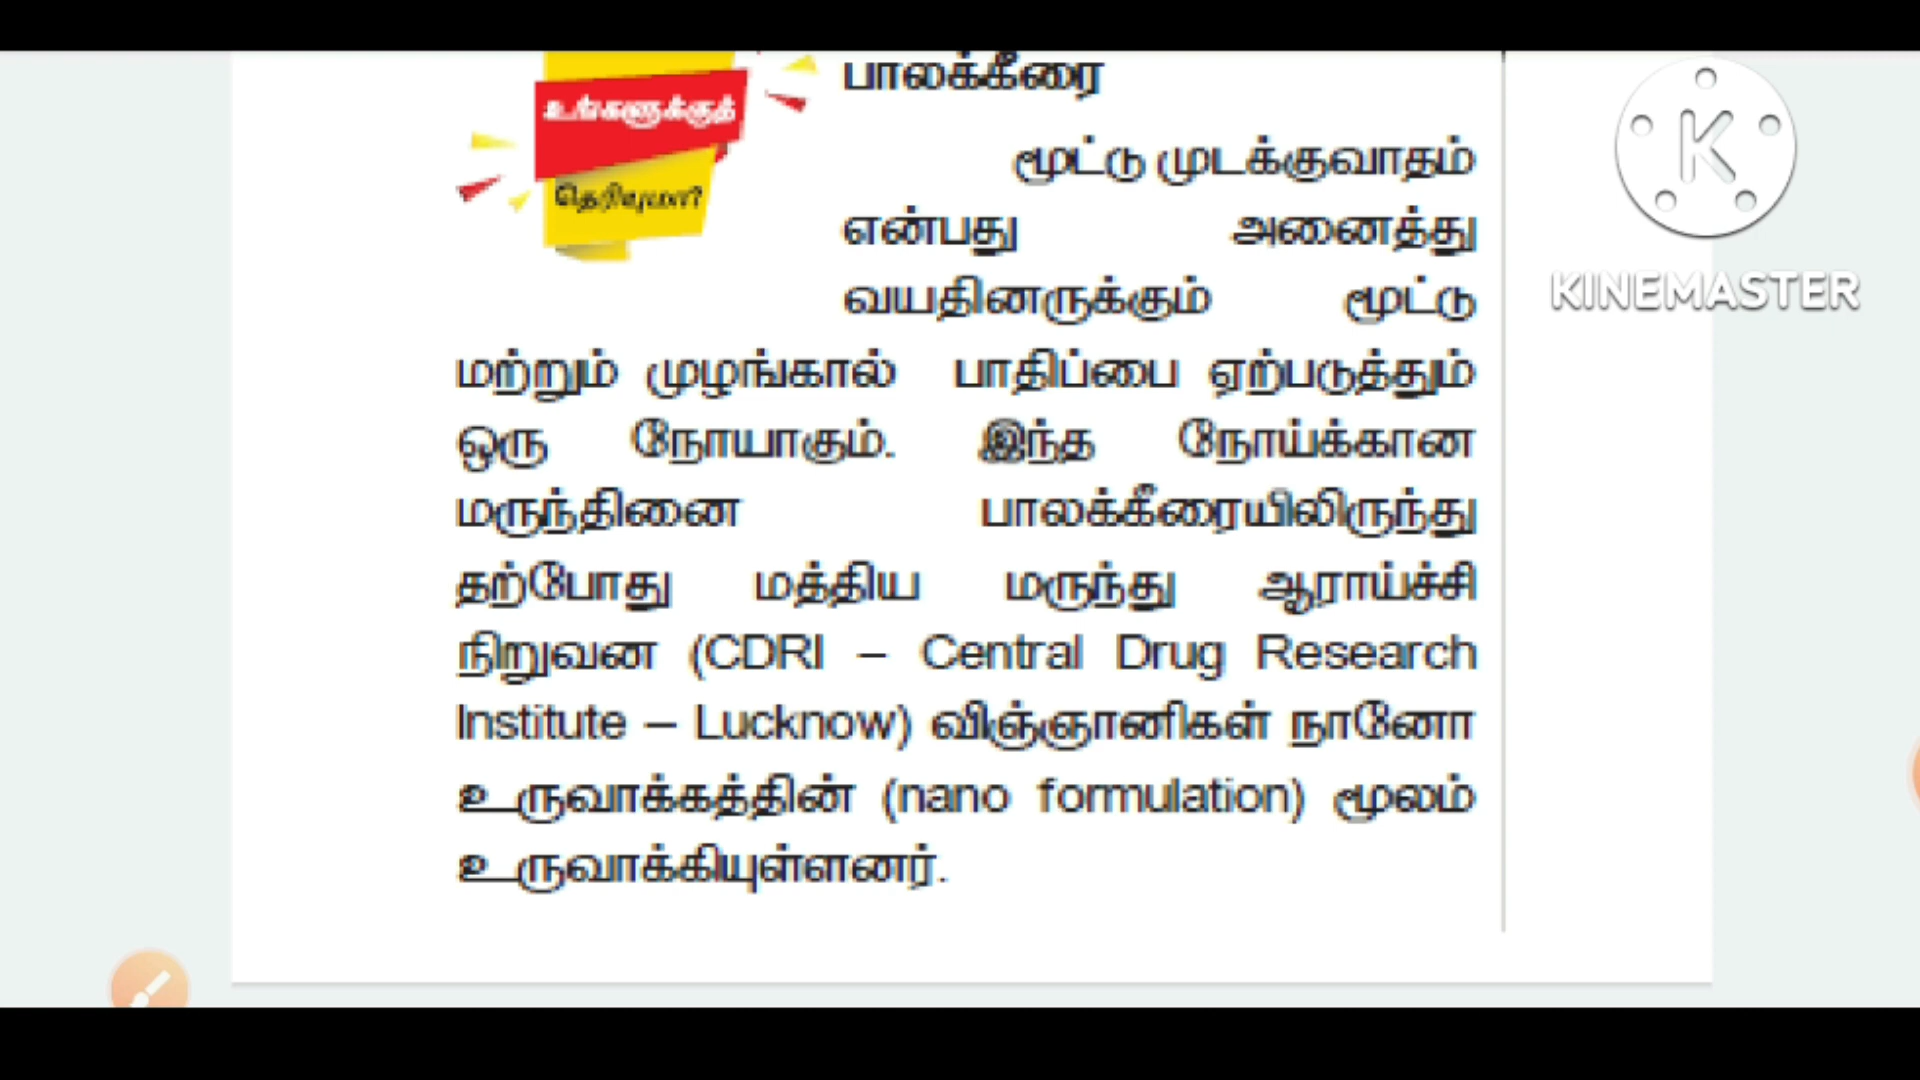 உங்களுக்குத்
தெரியுமா?
பாலக்கீரை
மூட்டு முடக்குவாதம்
என்பது அனைத்து
வயதினருக்கும் மூட்டு
மற்றும் முழங்கால் பாதிப்பை ஏற்படுத்தும்
ஒரு நோயாகும். இந்த நோய்க்கான
மருந்தினை பாலக்கீரையிலிருந்து
தற்போது மத்திய மருந்து ஆராய்ச்சி
நிறுவன (CDRI – Central Drug Research
Institute – Lucknow) விஞ்ஞானிகள் நானோ
உருவாக்கத்தின் (nano formulation) மூலம்
உருவாக்கியுள்ளனர்.
K
KINEMASTER